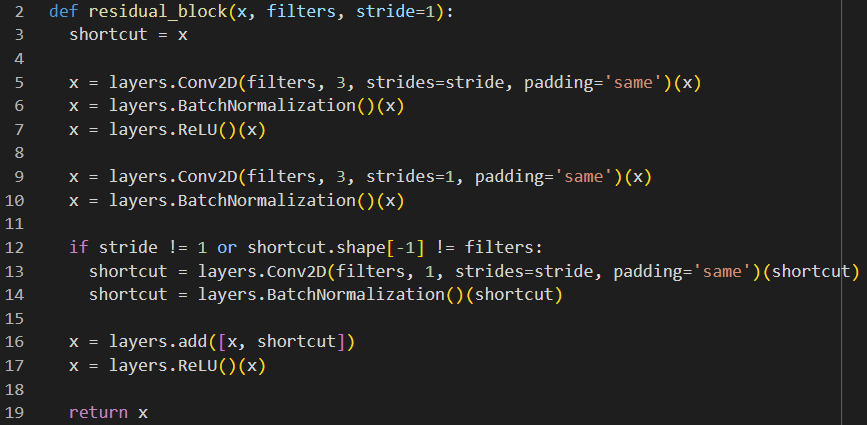 2 def residual_block(x, filters, stride=1):
3   shortcut = x
4
5   x = layers.Conv2D(filters, 3, strides=stride, padding='same')(x)
6   x = layers.BatchNormalization()(x)
7   x = layers.ReLU()(x)
8
9   x = layers.Conv2D(filters, 3, strides=1, padding='same')(x)
10   x = layers.BatchNormalization()(x)
11
12   if stride != 1 or shortcut.shape[-1] != filters:
13     shortcut = layers.Conv2D(filters, 1, strides=stride, padding='same')(shortcut)
14     shortcut = layers.BatchNormalization()(shortcut)
15
16   x = layers.add([x, shortcut])
17   x = layers.ReLU()(x)
18
19   return x